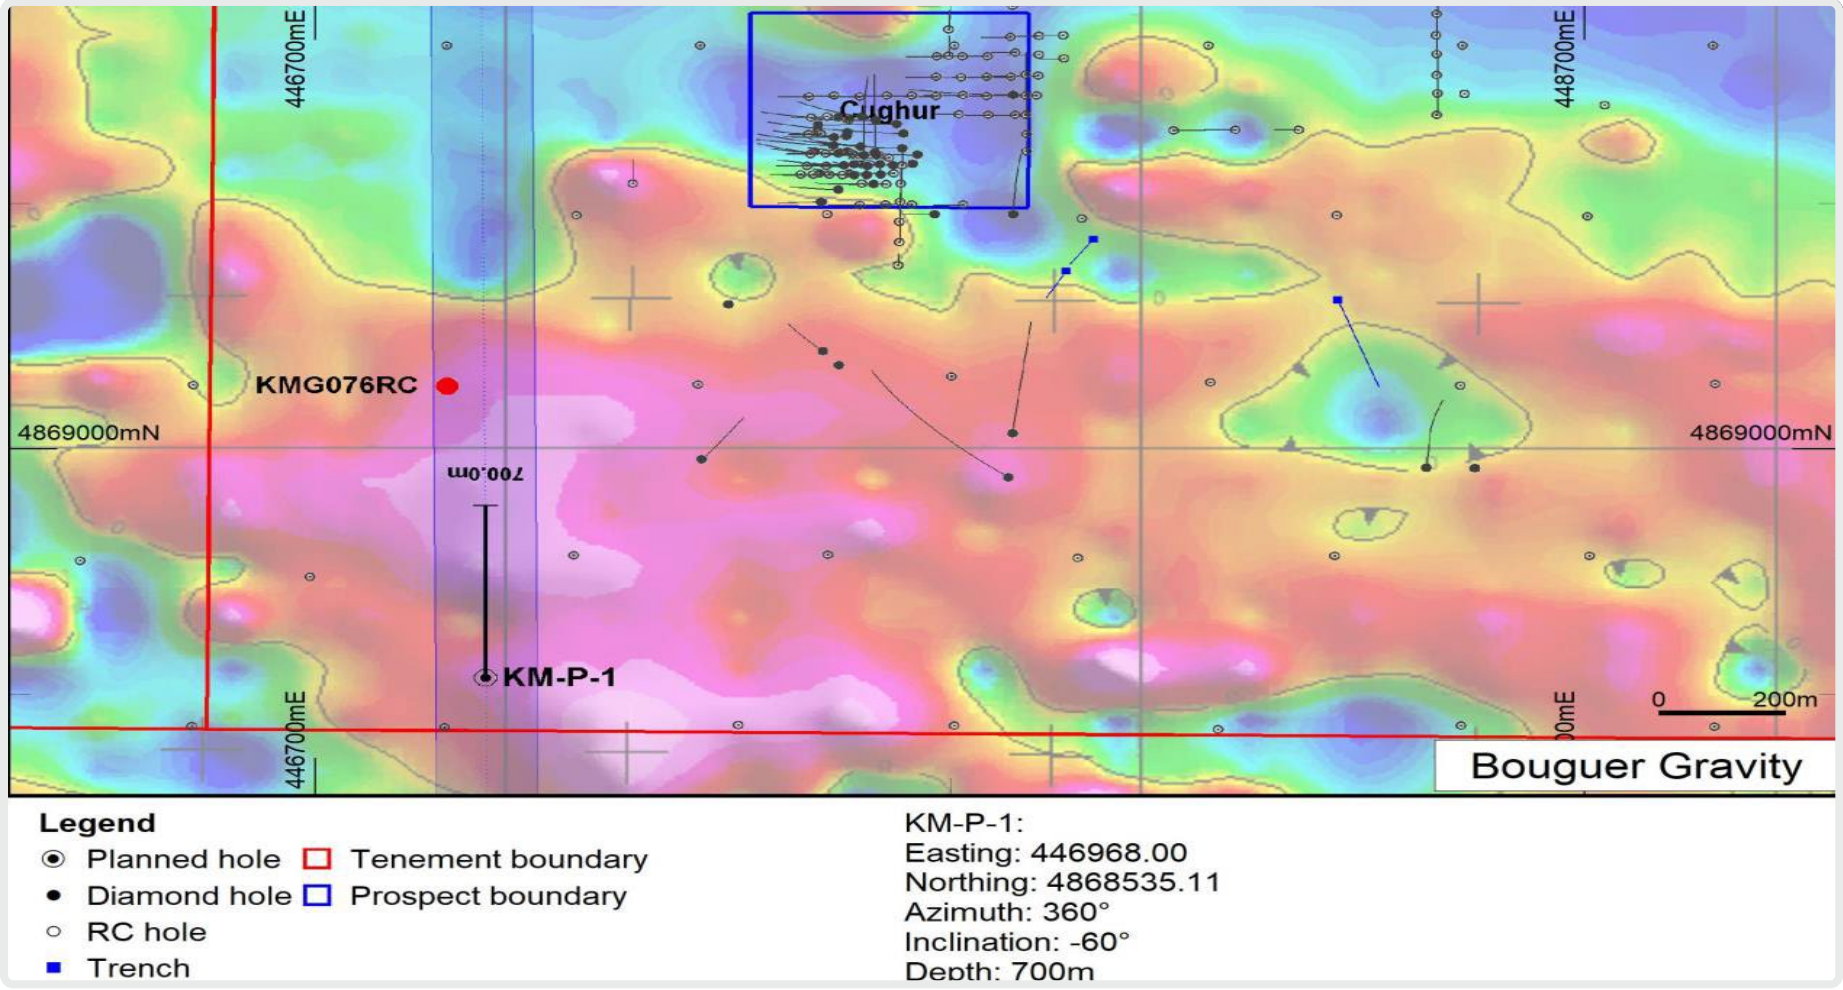 446700mE
448700mE
Cughur
KMG076RC
4869000mN
4869000mN
700.0m
KM-P-1
446700mE
00mE
0 200m
Bouguer Gravity
Legend
Planned hole
Tenement boundary
Diamond hole
Prospect boundary
RC hole
Trench
KM-P-1:
Easting: 446968.00
Northing: 4868535.11
Azimuth: 360°
Inclination: -60°
Depth: 700m